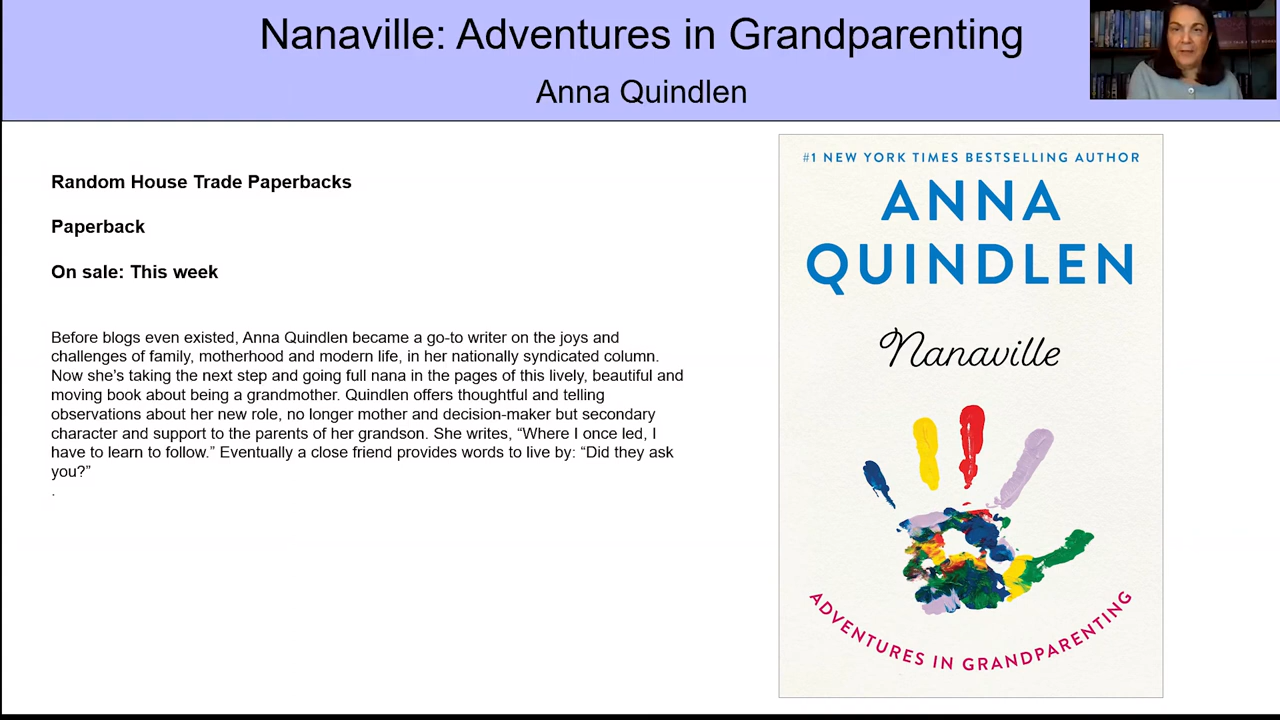 Nanaville: Adventures in Grandparenting
Anna Quindlen
Random House Trade Paperbacks
Paperback
On sale: This week
Before blogs even existed, Anna Quindlen became a go-to writer on the joys and
challenges of family, motherhood and modern life, in her nationally syndicated column.
Now she’s taking the next step and going full nana in the pages of this lively, beautiful and
moving book about being a grandmother. Quindlen offers thoughtful and telling
observations about her new role, no longer mother and decision-maker but secondary
character and support to the parents of her grandson. She writes, “Where I once led, I
have to learn to follow.” Eventually a close friend provides words to live by: “Did they ask
you?”
.
#1 NEW YORK TIMES BESTSELLING AUTHOR
ANNA
QUINDLEN
Nanaville
ADVENTURES IN GRANDPARENTING